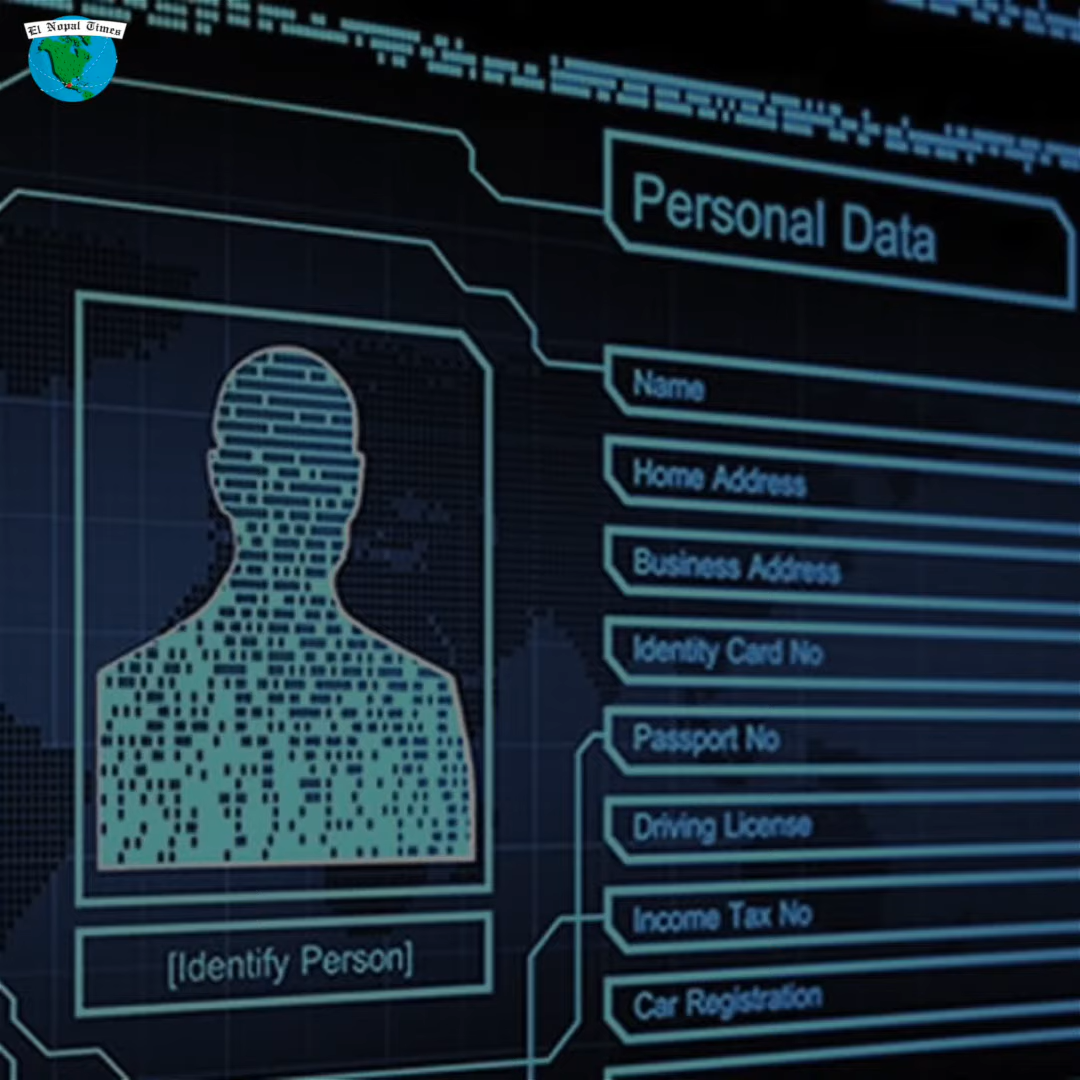 El Nopal Times
Personal Data
Name
Home Address
Business Address
Identity Card No
Passport No
Driving License
Income Tax No
Car Registration
[Identify Person]